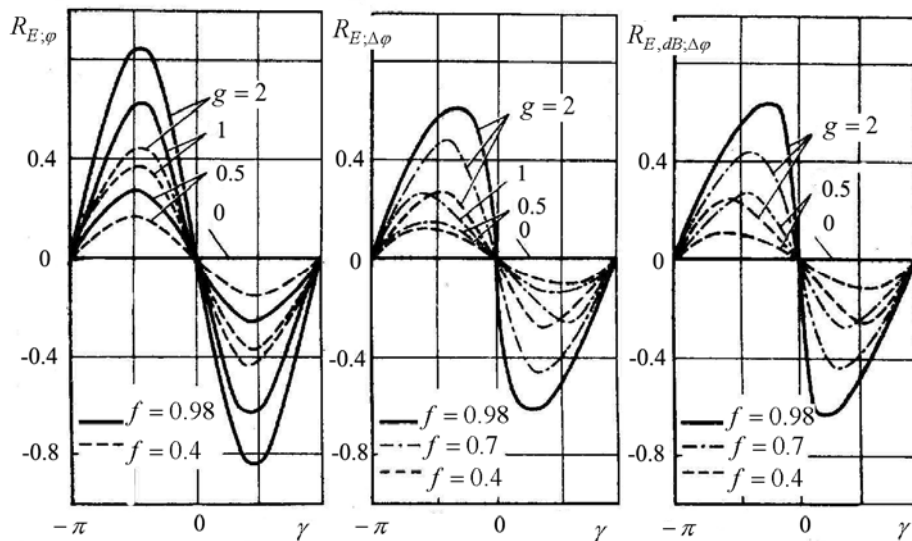 R_{E;φ}
g = 2
1
0.4
0.5
0
0
-0.4
f = 0.98
f = 0.4
-0.8
-π
0
γ
R_{E;Δφ}
g = 2
0.4
1
0.5
0
0
-0.4
f = 0.98
f = 0.7
f = 0.4
-0.8
-π
0
γ
R_{E,dB;Δφ}
g = 2
0.4
0.5
0
0
-0.4
f = 0.98
f = 0.7
f = 0.4
-0.8
-π
0
γ